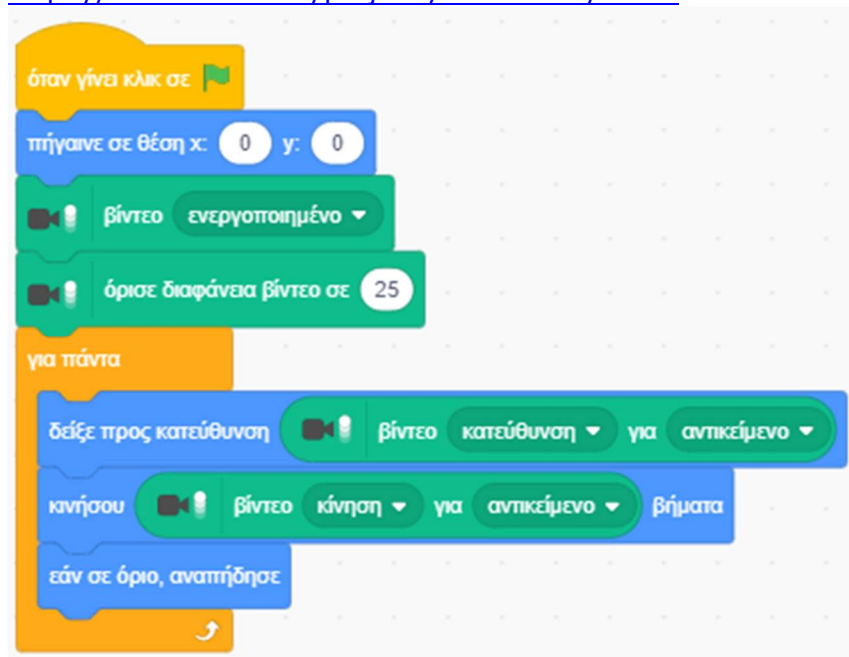 όταν γίνει κλικ σε
πήγαινε σε θέση x: 0 y: 0
βίντεο ενεργοποιημένο
όρισε διαφάνεια βίντεο σε 25
για πάντα
δείξε προς κατεύθυνση βίντεο κατεύθυνση για αντικείμενο
κινήσου βίντεο κίνηση για αντικείμενο βήματα
εάν σε όριο, αναπήδησε